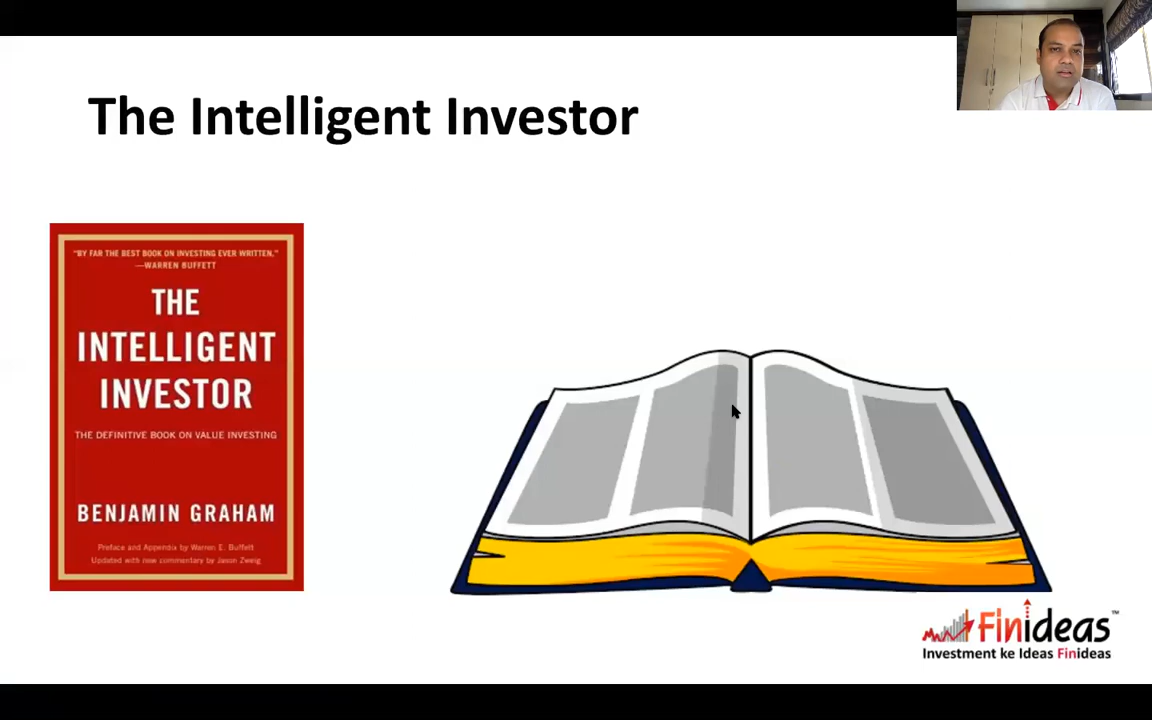 The Intelligent Investor
"BY FAR THE BEST BOOK ON INVESTING EVER WRITTEN."
—WARREN BUFFETT
THE
INTELLIGENT
INVESTOR
THE DEFINITIVE BOOK ON VALUE INVESTING
BENJAMIN GRAHAM
Preface and Appendix by Warren E. Buffett
Updated with new commentary by Jason Zweig
Finideas™
Investment ke Ideas Finideas